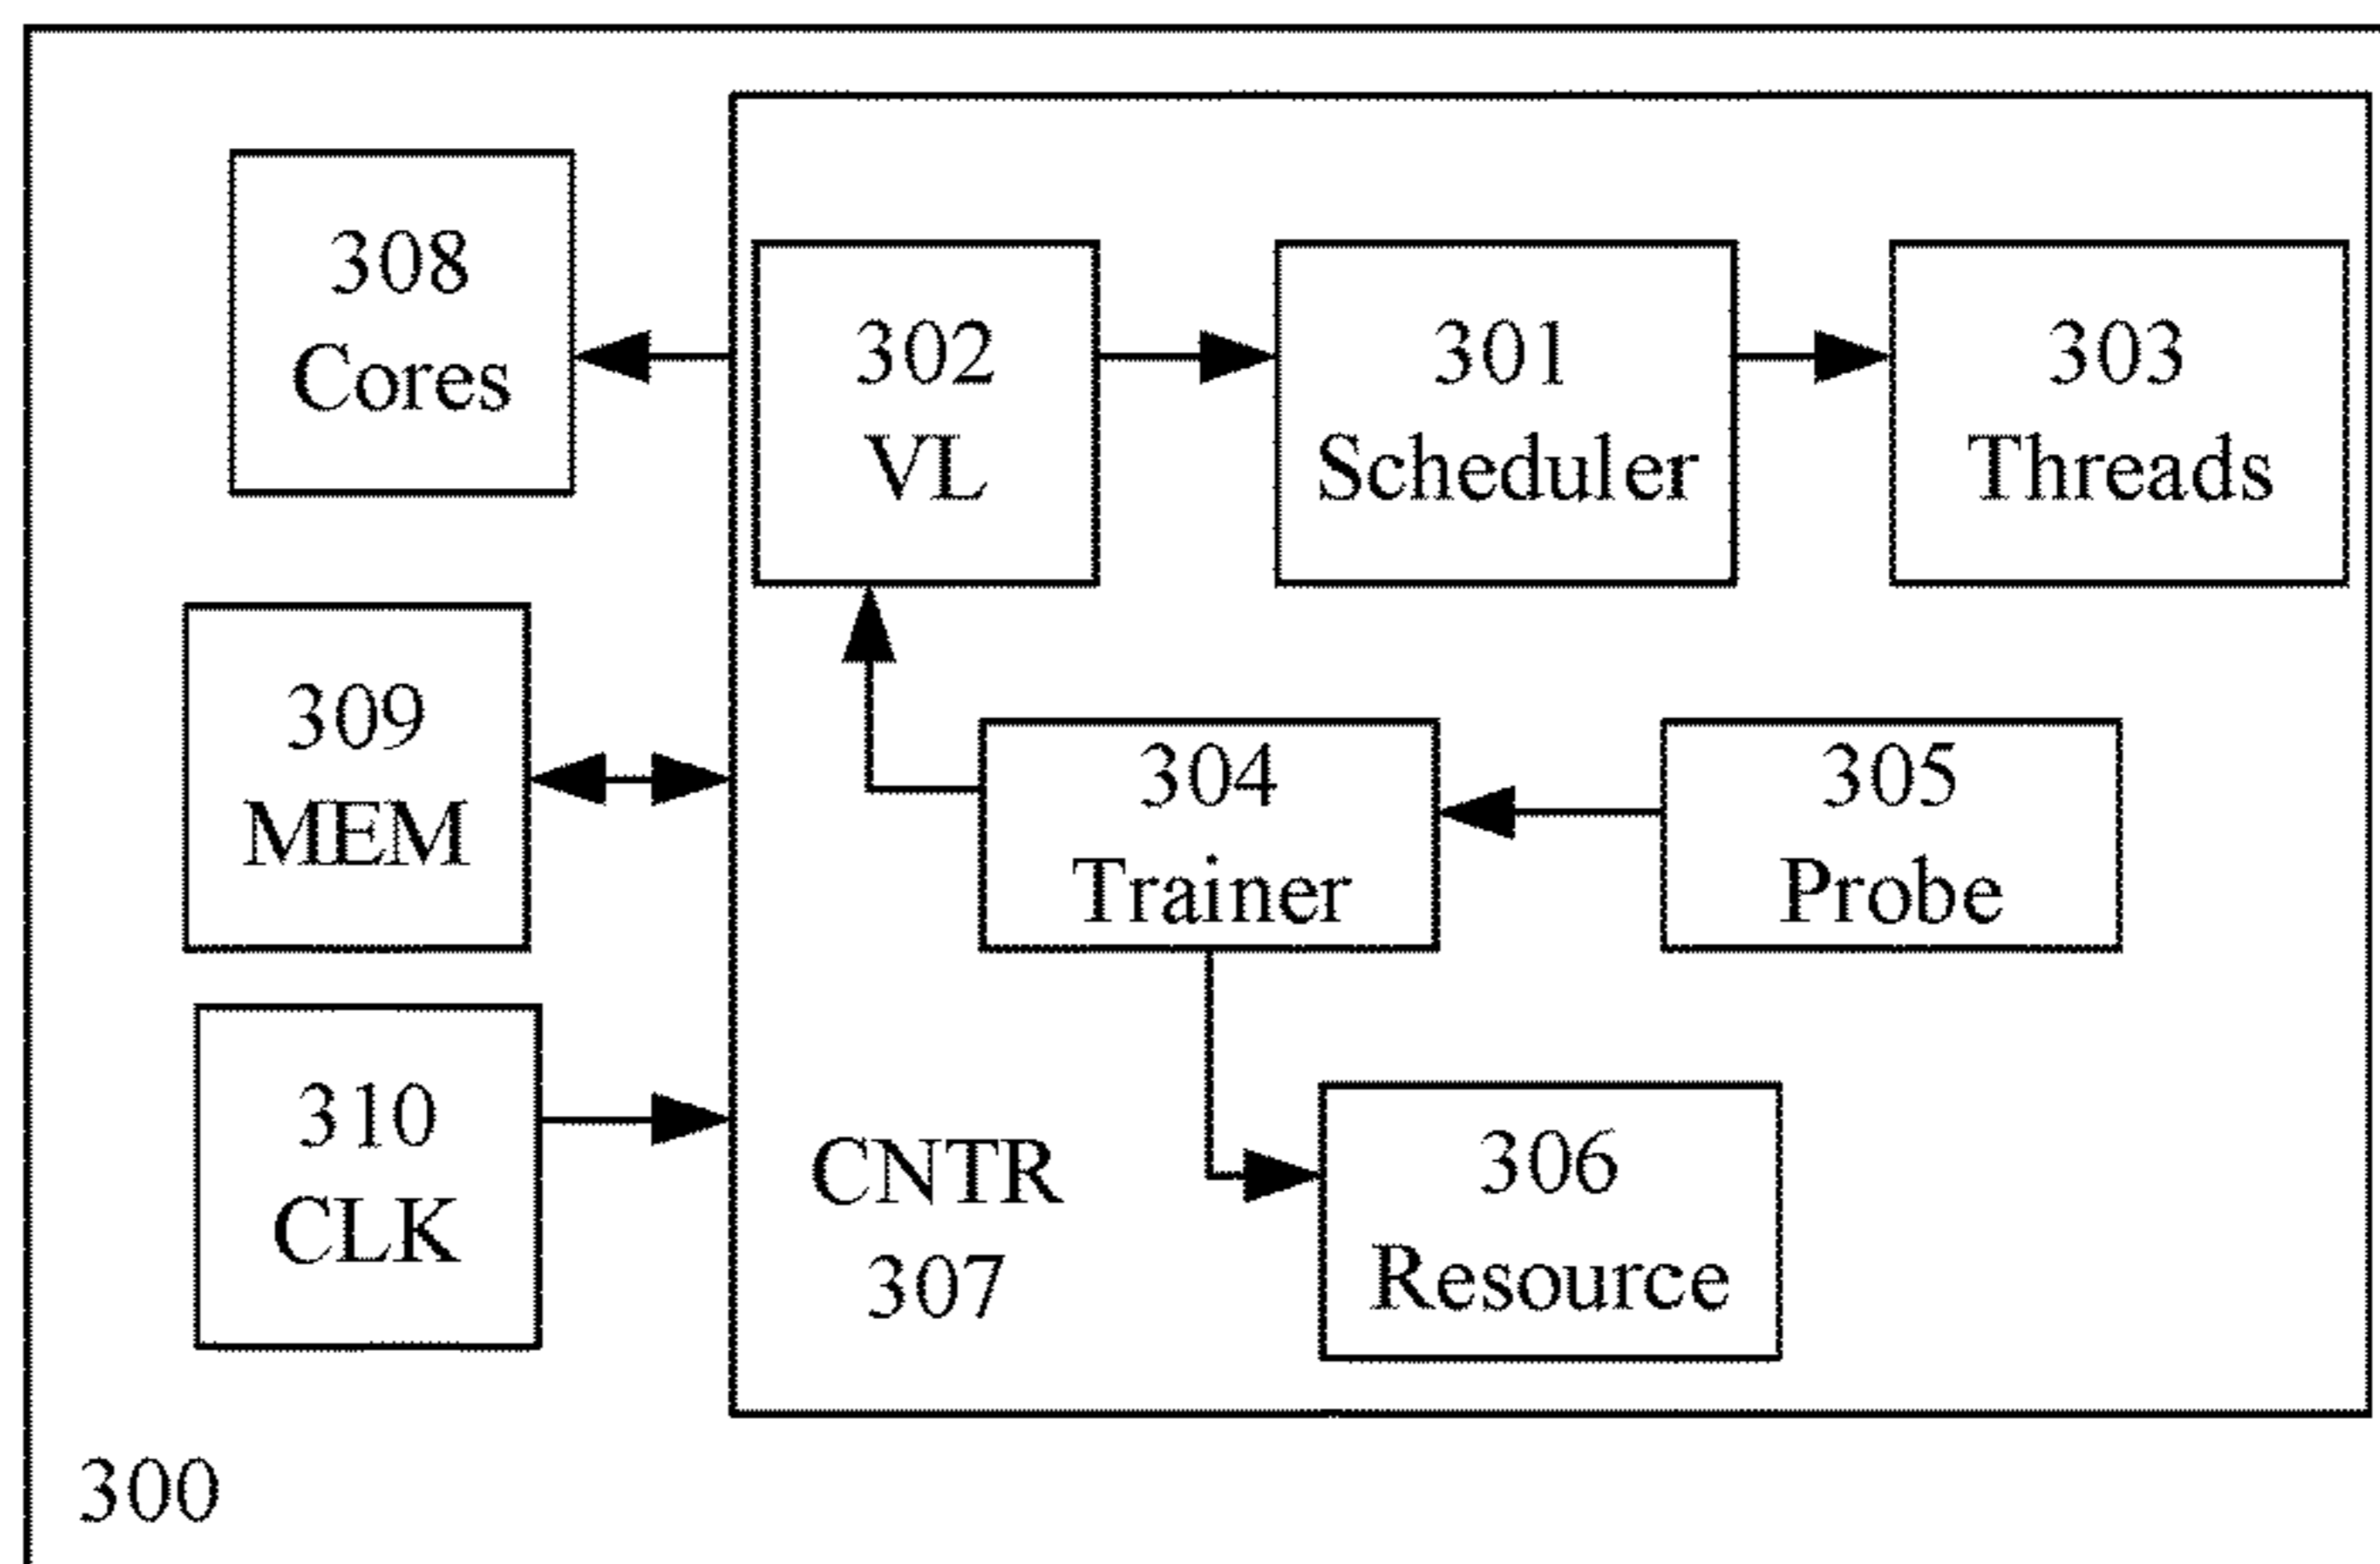 308
Cores
302
VL
301
Scheduler
303
Threads
309
MEM
304
Trainer
305
Probe
310
CLK
CNTR
307
306
Resource
300